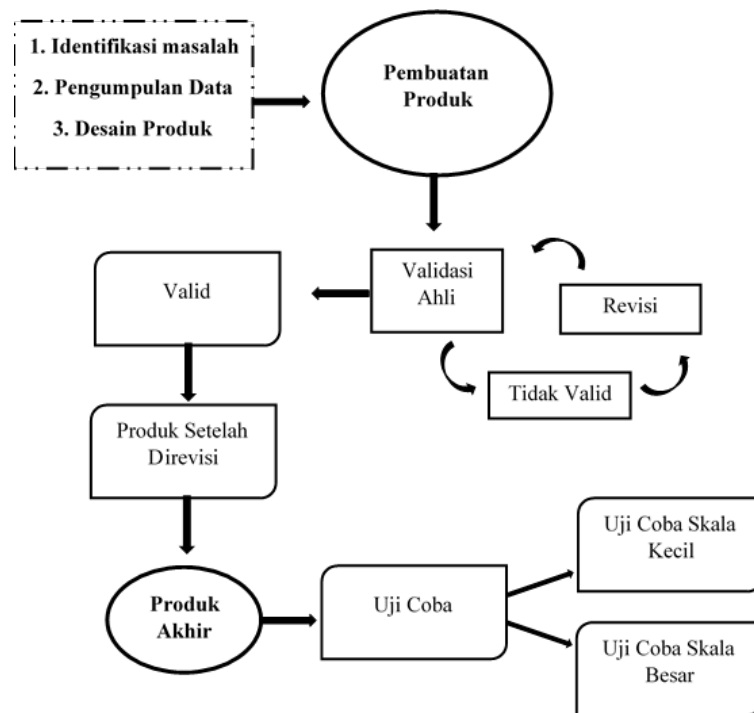 1. Identifikasi masalah
2. Pengumpulan Data
3. Desain Produk
Pembuatan
Produk
Validasi
Ahli
Valid
Revisi
Tidak Valid
Produk Setelah
Direvisi
Produk
Akhir
Uji Coba
Uji Coba Skala
Kecil
Uji Coba Skala
Besar